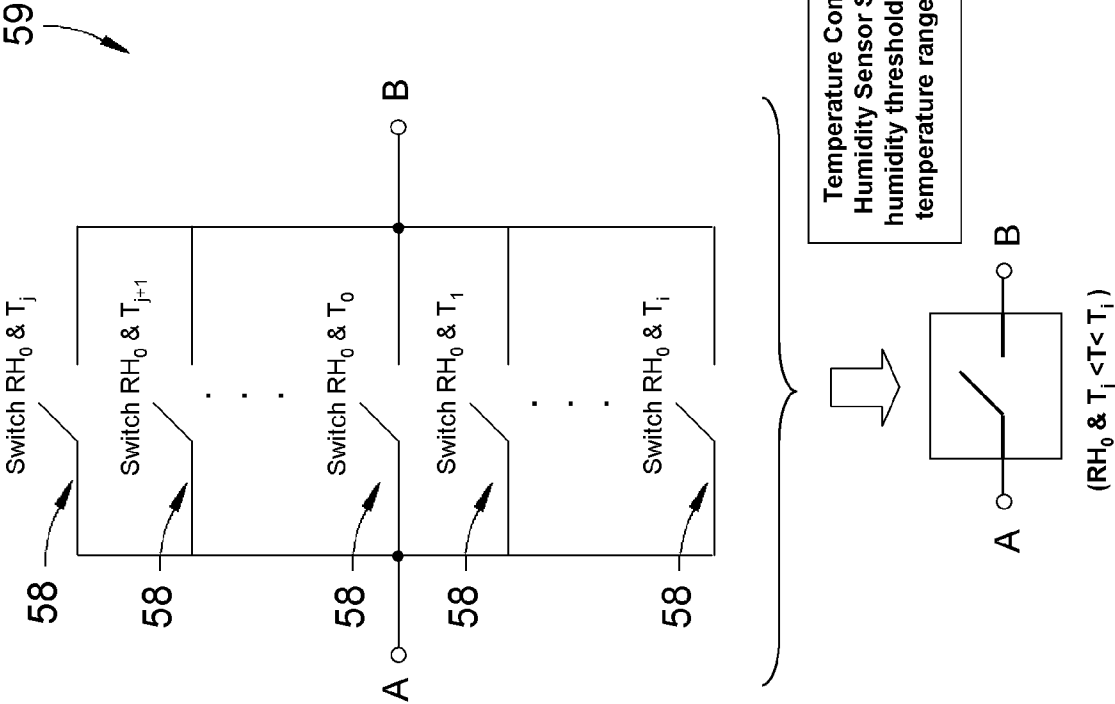 59
Switch RH₀ & Tⱼ
58
Switch RH₀ & Tⱼ₊₁
58
. . .
Switch RH₀ & T₀
58
A
B
Switch RH₀ & T₁
58
. . .
Switch RH₀ & Tᵢ
58
Temperature Con
Humidity Sensor S
humidity threshold
temperature range
A
B
(RH₀ & Tⱼ <T< Tᵢ )